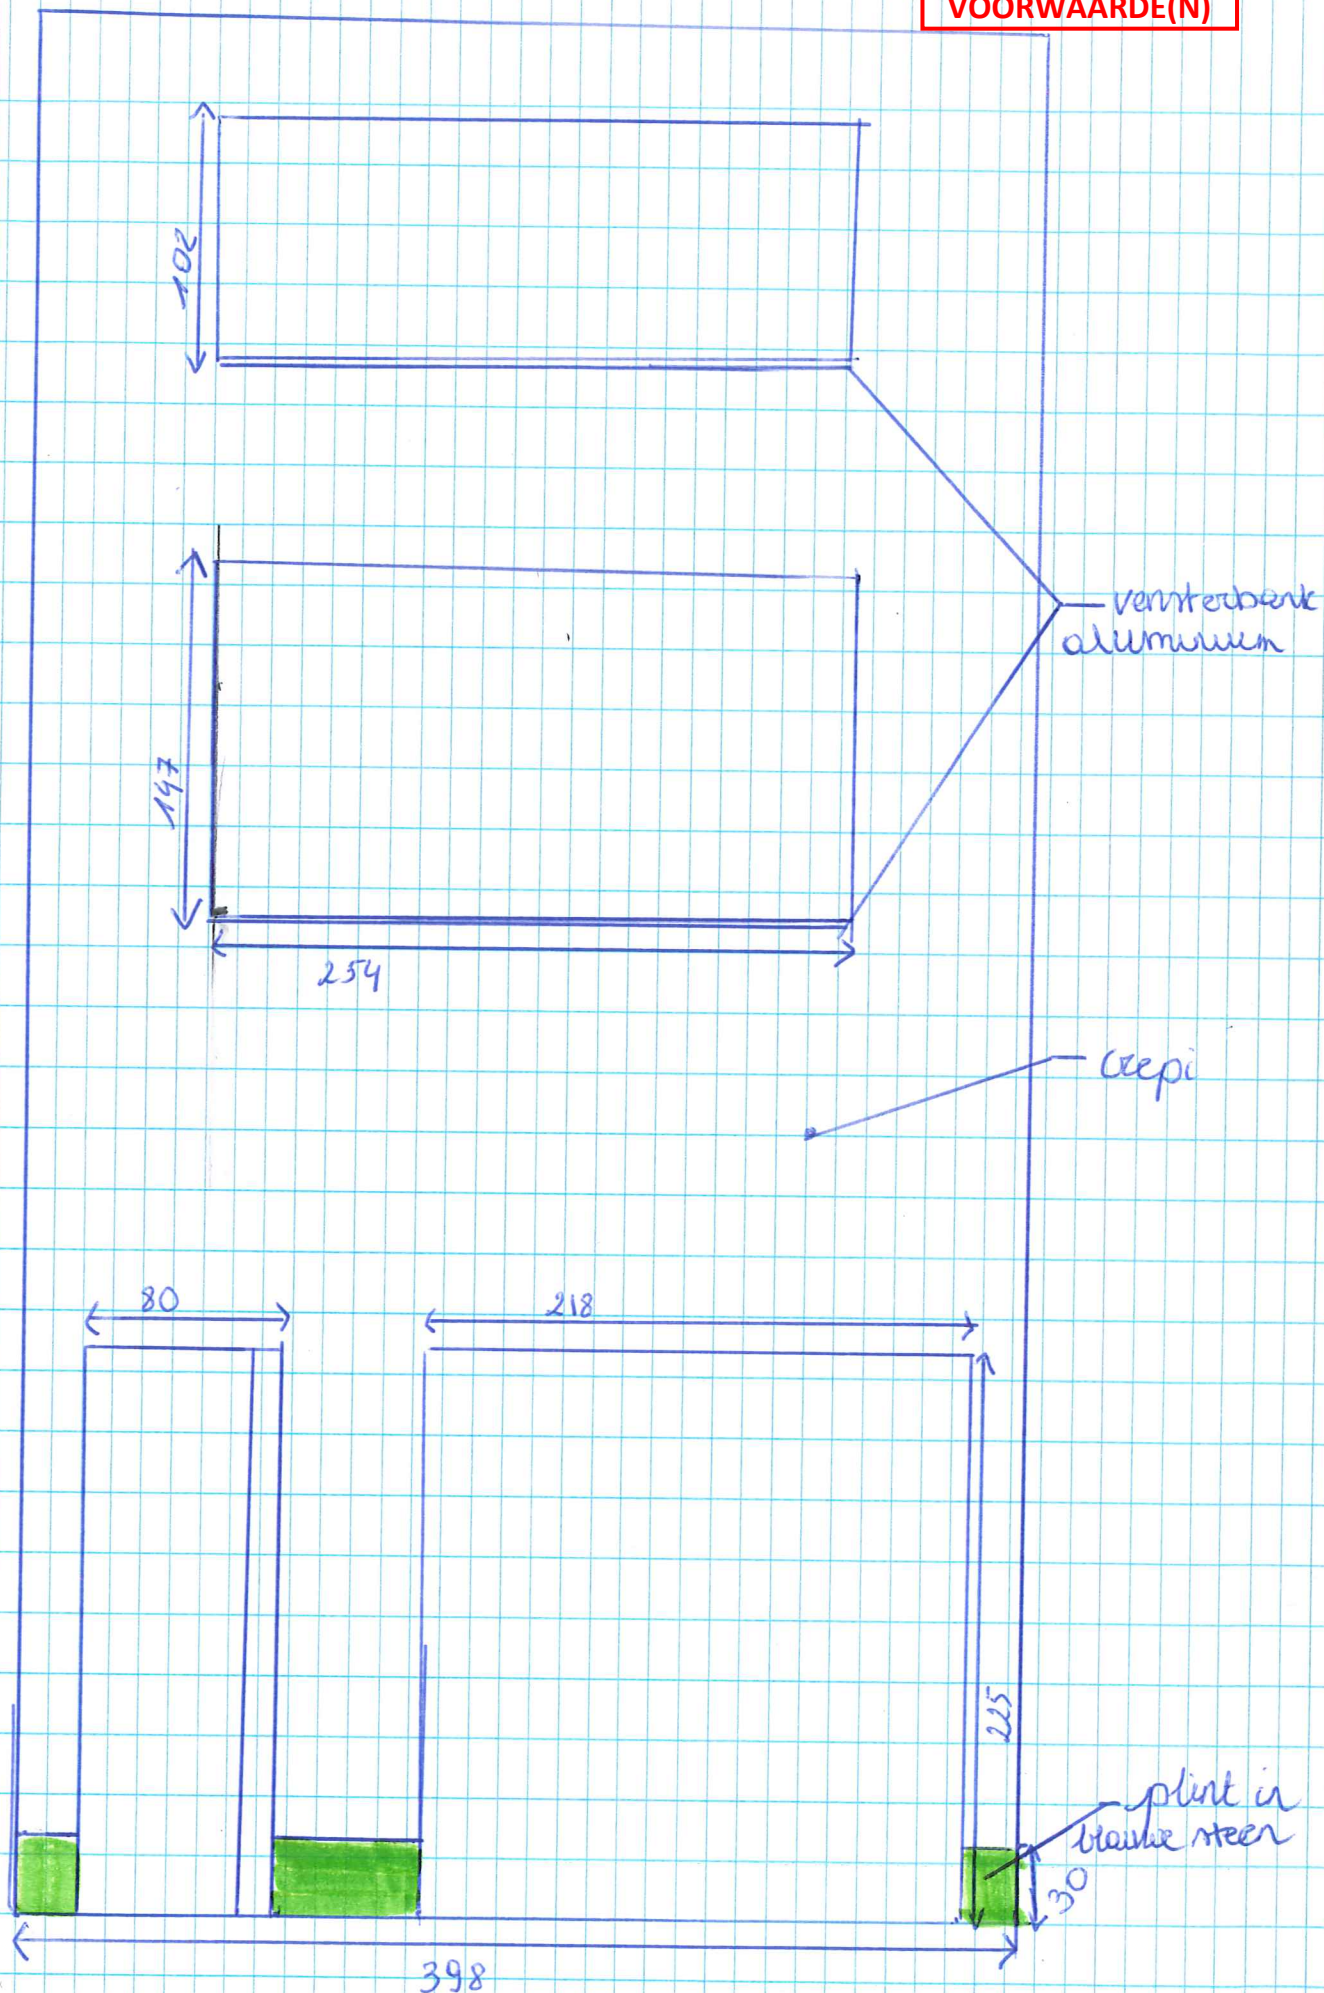 VOORWAARDE(N)
102
vensterbank
aluminium
147
254
crepi
80
218
225
plint in
blauwe steen
30
398